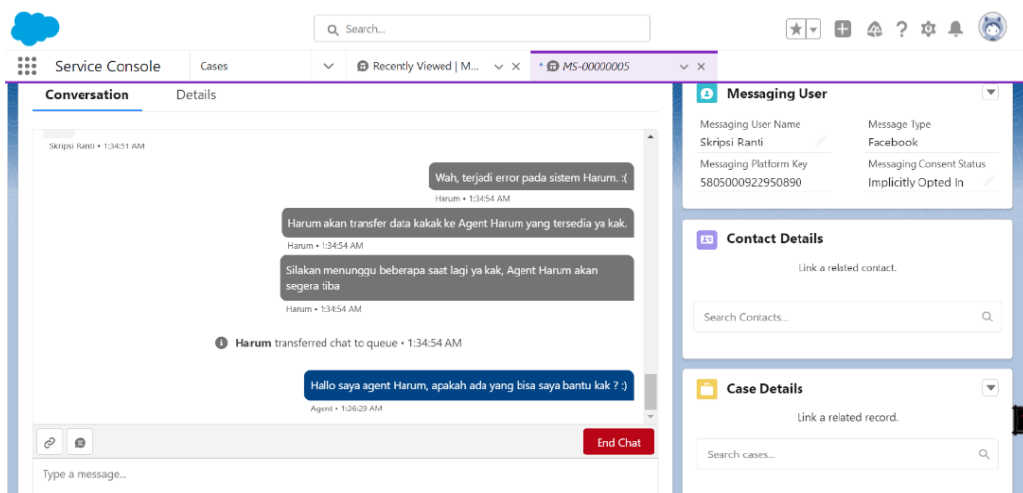 Search...
Service Console
Cases
Recently Viewed | M...
* MS-00000005
Conversation
Details
Skripsi Ranti • 1:34:51 AM
Wah, terjadi error pada sistem Harum. :(
Harum • 1:34:54 AM
Harum akan transfer data kakak ke Agent Harum yang tersedia ya kak.
Harum • 1:34:54 AM
Silakan menunggu beberapa saat lagi ya kak, Agent Harum akan
segera tiba
Harum • 1:34:54 AM
Harum transferred chat to queue • 1:34:54 AM
Hallo saya agent Harum, apakah ada yang bisa saya bantu kak ? :)
Agent • 1:36:29 AM
End Chat
Type a message...
Messaging User
Messaging User Name
Message Type
Skripsi Ranti
Facebook
Messaging Platform Key
Messaging Consent Status
5805000922950890
Implicitly Opted In
Contact Details
Link a related contact.
Search Contacts...
Case Details
Link a related record.
Search cases...